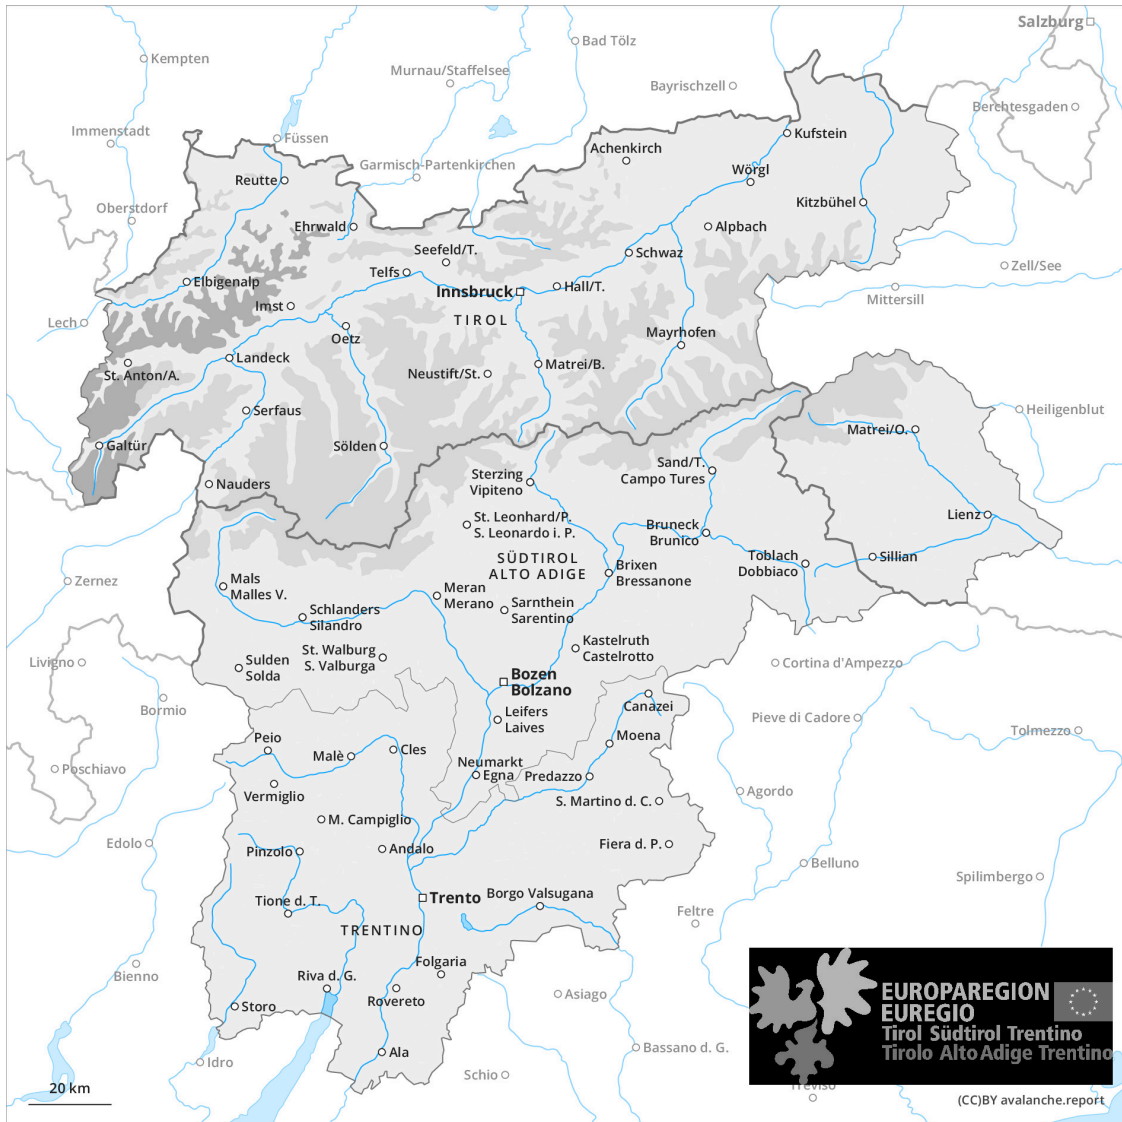 Salzburg
Bad Tölz
Kempten
Murnau/Staffelsee
Bayrischzell
Berchtesgaden
Immenstadt
Füssen
Kufstein
Achenkirch
Garmisch-Partenkirchen
Wörgl
Reutte
Oberstdorf
Kitzbühel
Ehrwald
Alpbach
Seefeld/T.
Schwaz
Zell/See
Telfs
Elbigenalp
Innsbruck
Hall/T.
Mittersill
Imst
Lech
TIROL
Oetz
Mayrhofen
Landeck
St. Anton/A.
Matrei/B.
Neustift/St.
Serfaus
Heiligenblut
Matrei/O.
Galtür
Sölden
Sand/T.
Campo Tures
Sterzing
Vipiteno
Nauders
St. Leonhard/P.
S. Leonardo i. P.
Lienz
Bruneck
Brunico
SÜDTIROL
ALTO ADIGE
Toblach
Dobbiaco
Sillian
Brixen
Bressanone
Zernez
Mals
Malles V.
Meran
Merano
Sarnthein
Sarentino
Schlanders
Silandro
Kastelruth
Castelrotto
St. Walburg
S. Valburga
Livigno
Sulden
Solda
Cortina d'Ampezzo
Bozen
Bolzano
Canazei
Bormio
Leifers
Laives
Pieve di Cadore
Tolmezzo
Moena
Peio
Malè
Cles
Neumarkt
Egna
Predazzo
Poschiavo
Vermiglio
Agordo
S. Martino d. C.
M. Campiglio
Edolo
Pinzolo
Andalo
Fiera d. P.
Belluno
Spilimbergo
Tione d. T.
Trento
Borgo Valsugana
Feltre
TRENTINO
Bienno
Riva d. G.
Folgaria
Storo
Rovereto
Asiago
EUROPAREGION
EUREGIO
Tirol Südtirol Trentino
Tirolo Alto Adige Trentino
Idro
Ala
Bassano d. G.
Schio
Treviso
20 km
(CC)BY avalanche.report